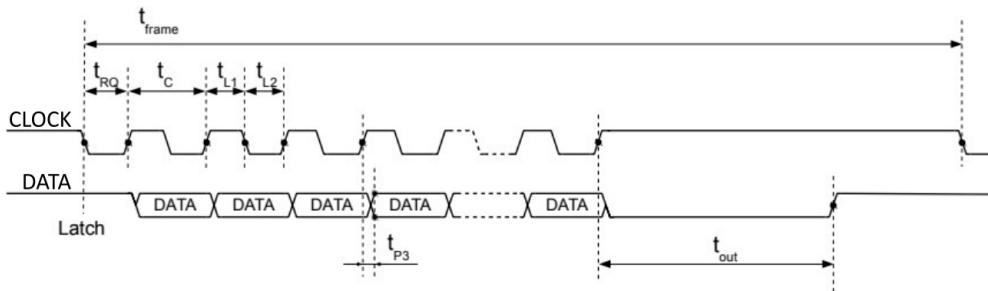 t_frame
t_RQ t_C t_L1 t_L2
CLOCK
DATA
DATA DATA DATA DATA DATA
Latch
t_P3
t_out